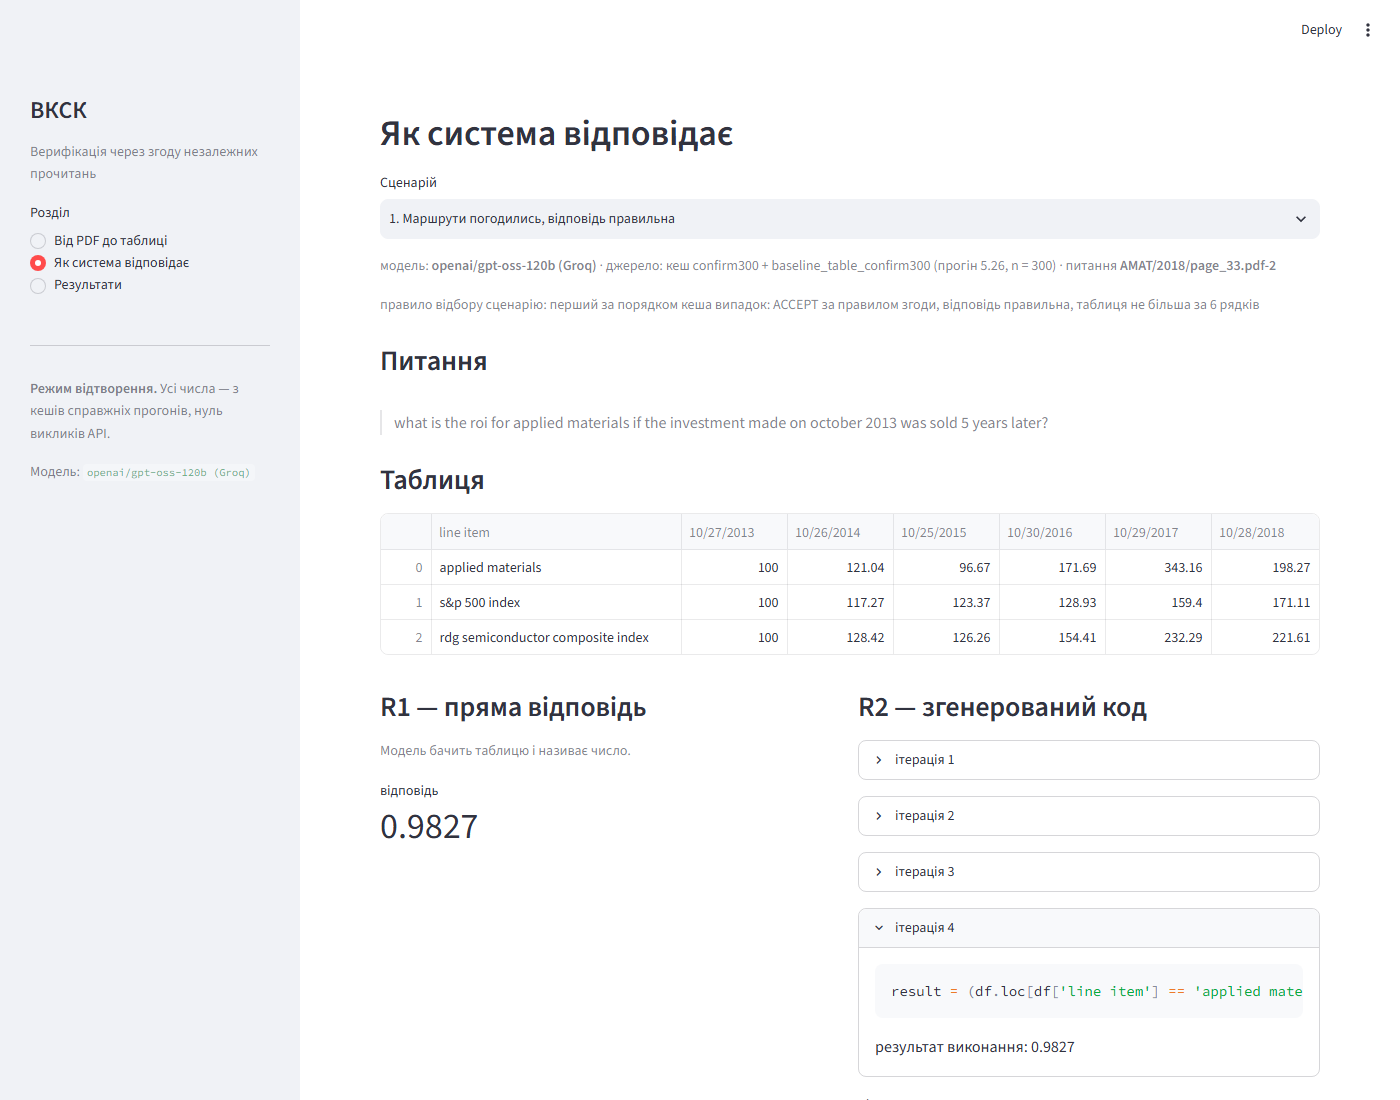 Deploy
ВКСК
Верифікація через згоду незалежних
прочитань
Розділ
Від PDF до таблиці
Як система відповідає
Результати
Режим відтворення. Усі числа — з
кешів справжніх прогонів, нуль
викликів API.
Модель: openai/gpt-oss-120b (Groq)
Як система відповідає
Сценарій
1. Маршрути погодились, відповідь правильна
модель: openai/gpt-oss-120b (Groq) · джерело: кеш confirm300 + baseline_table_confirm300 (прогін 5.26, n = 300) · питання AMAT/2018/page_33.pdf-2
правило відбору сценарію: перший за порядком кеша випадок: ACCEPT за правилом згоди, відповідь правильна, таблиця не більша за 6 рядків
Питання
what is the roi for applied materials if the investment made on october 2013 was sold 5 years later?
Таблиця
line item 10/27/2013 10/26/2014 10/25/2015 10/30/2016 10/29/2017 10/28/2018
0 applied materials 100 121.04 96.67 171.69 343.16 198.27
1 s&p 500 index 100 117.27 123.37 128.93 159.4 171.11
2 rdg semiconductor composite index 100 128.42 126.26 154.41 232.29 221.61
R1 — пряма відповідь
Модель бачить таблицю і називає число.
відповідь
0.9827
R2 — згенерований код
ітерація 1
ітерація 2
ітерація 3
ітерація 4
result = (df.loc[df['line item'] == 'applied mate
результат виконання: 0.9827